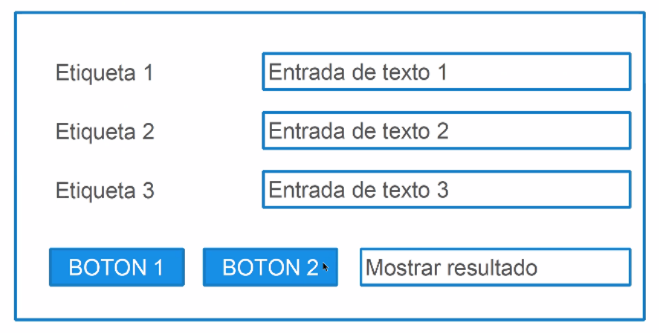 Etiqueta 1 Entrada de texto 1
Etiqueta 2 Entrada de texto 2
Etiqueta 3 Entrada de texto 3
BOTON 1 BOTON 2 Mostrar resultado